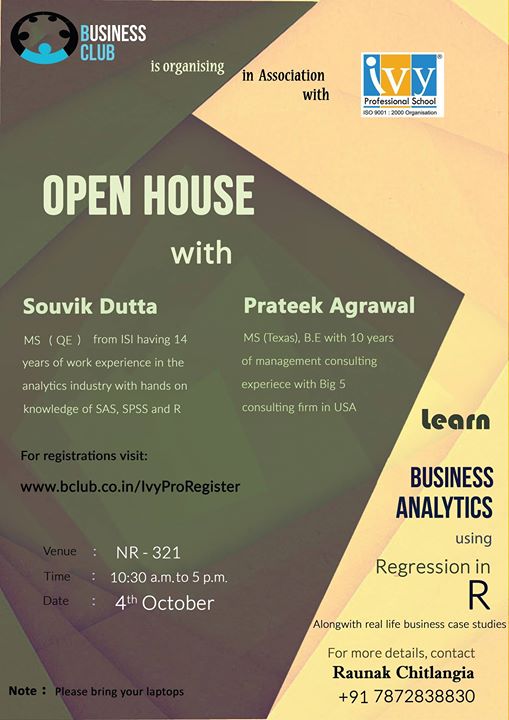 BUSINESS
CLUB
is organising
in Association
with
ivy
Professional School
ISO 9001 : 2000 Organisation
OPEN HOUSE
with
Souvik Dutta
MS ( QE ) from ISI having 14
years of work experience in the
analytics industry with hands on
knowledge of SAS, SPSS and R
Prateek Agrawal
MS (Texas), B.E with 10 years
of management consulting
experiece with Big 5
consulting firm in USA
For registrations visit:
www.bclub.co.in/IvyProRegister
Learn
BUSINESS
ANALYTICS
using
Regression in
R
Alongwith real life business case studies
Venue : NR - 321
Time : 10:30 a.m.to 5 p.m.
Date : 4th October
For more details, contact
Raunak Chitlangia
+91 7872838830
Note : Please bring your laptops